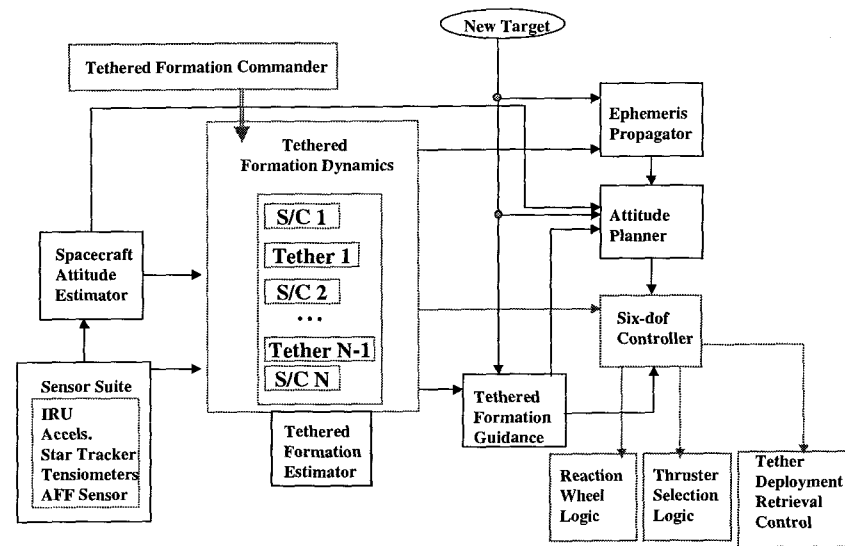 New Target
Tethered Formation Commander
Ephemeris
Propagator
Tethered
Formation Dynamics
S/C 1
Tether 1
S/C 2
...
Tether N-1
S/C N
Attitude
Planner
Spacecraft
Attitude
Estimator
Six-dof
Controller
Sensor Suite
IRU
Accels.
Star Tracker
Tensiometers
AFF Sensor
Tethered
Formation
Estimator
Tethered
Formation
Guidance
Reaction
Wheel
Logic
Thruster
Selection
Logic
Tether
Deployment
Retrieval
Control